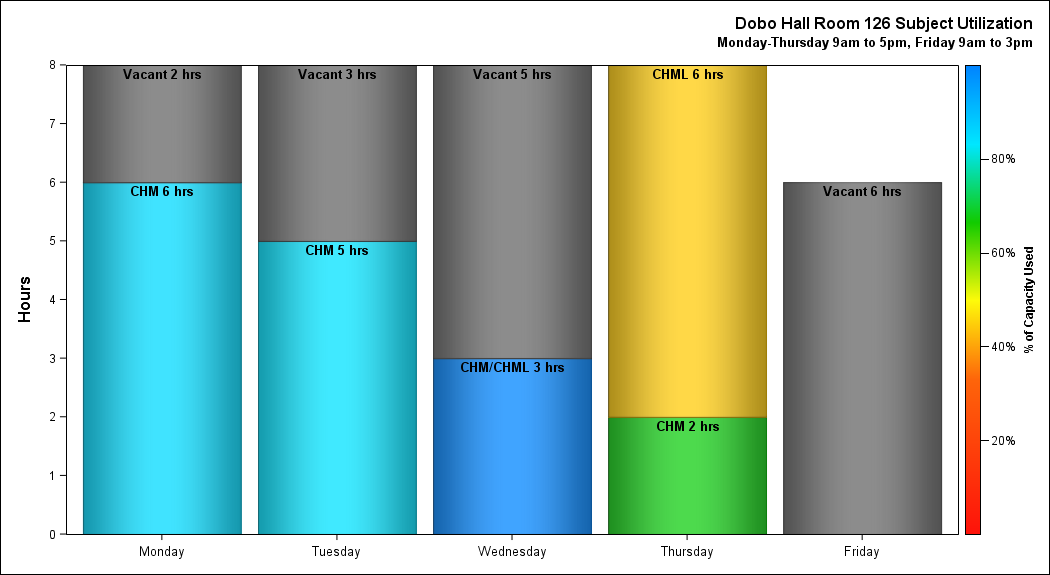 Dobo Hall Room 126 Subject Utilization
Monday-Thursday 9am to 5pm, Friday 9am to 3pm
Hours
8
7
6
5
4
3
2
1
0
Vacant 2 hrs
CHM 6 hrs
Vacant 3 hrs
CHM 5 hrs
Vacant 5 hrs
CHM/CHML 3 hrs
CHML 6 hrs
CHM 2 hrs
Vacant 6 hrs
Monday
Tuesday
Wednesday
Thursday
Friday
80%
60%
40%
20%
% of Capacity Used